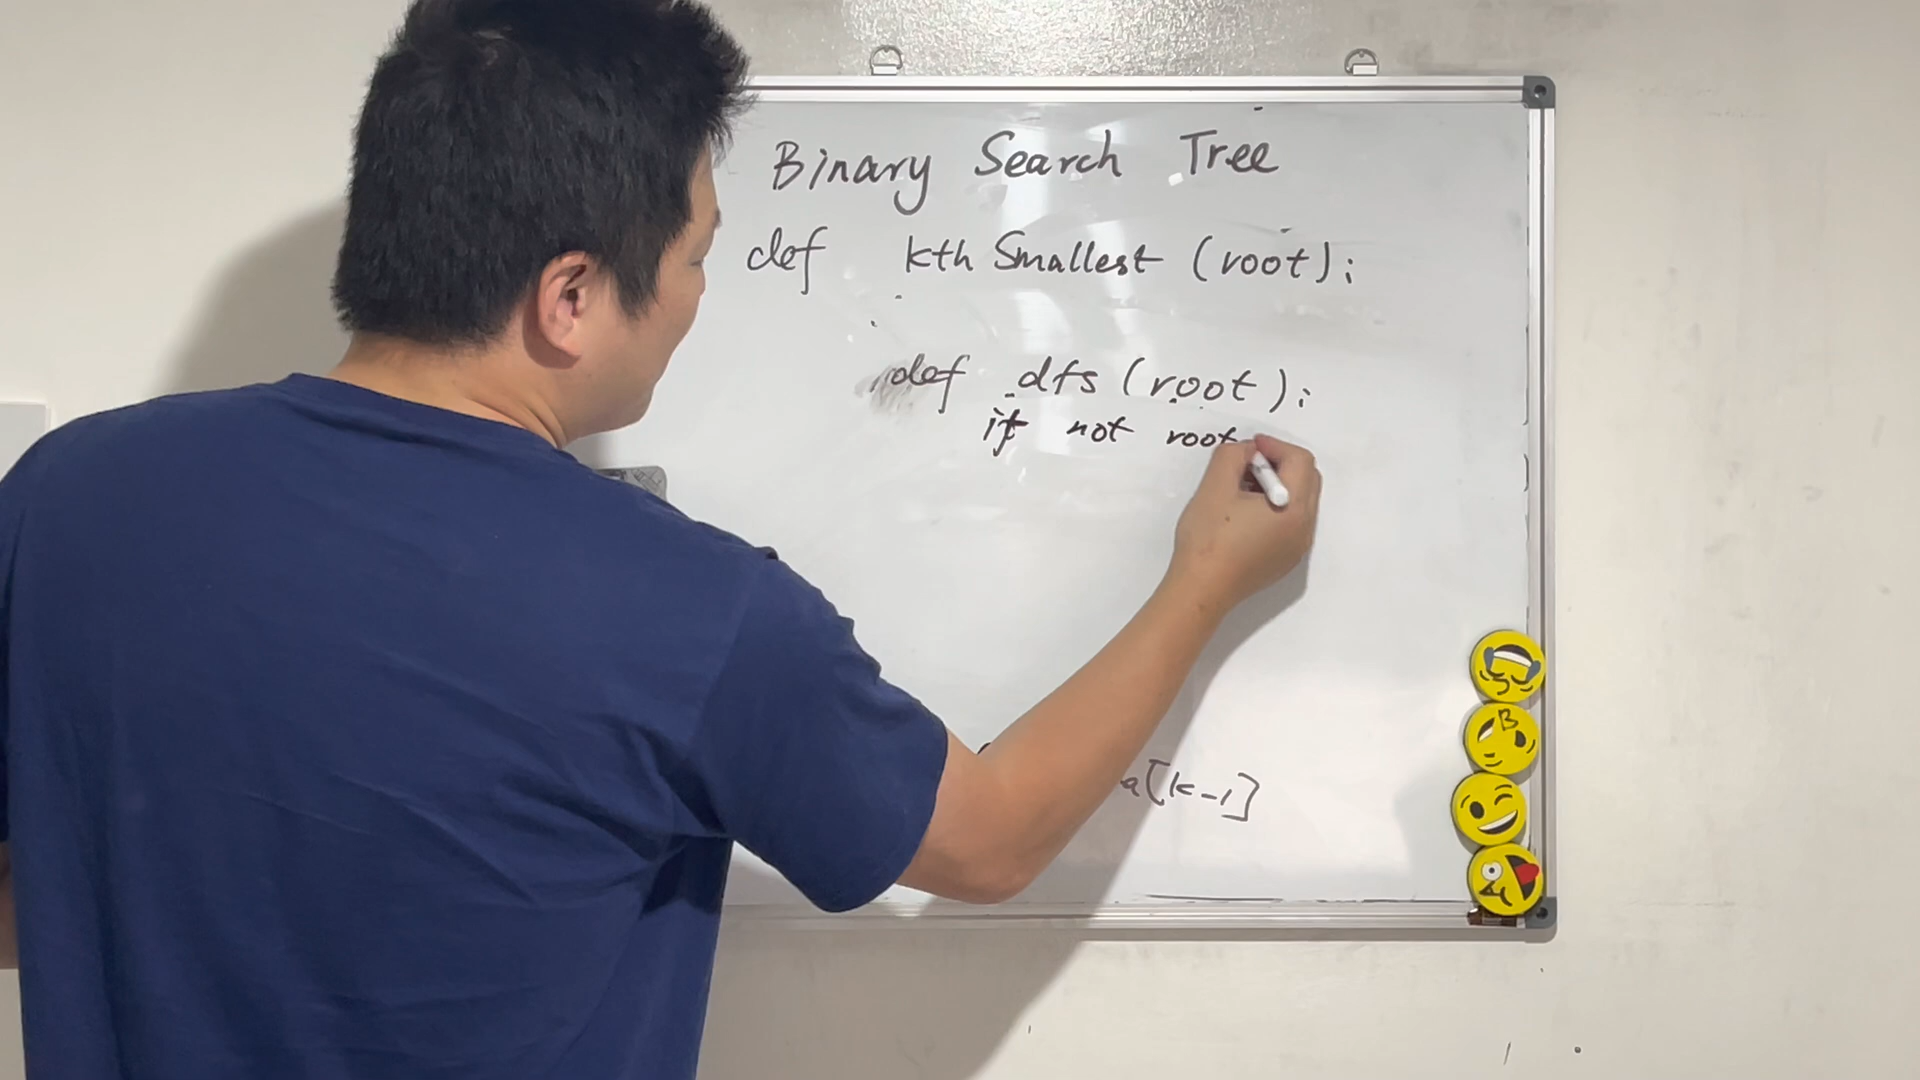 Binary Search Tree
def kth Smallest (root):
def dfs (root):
if not root
a[k-1]